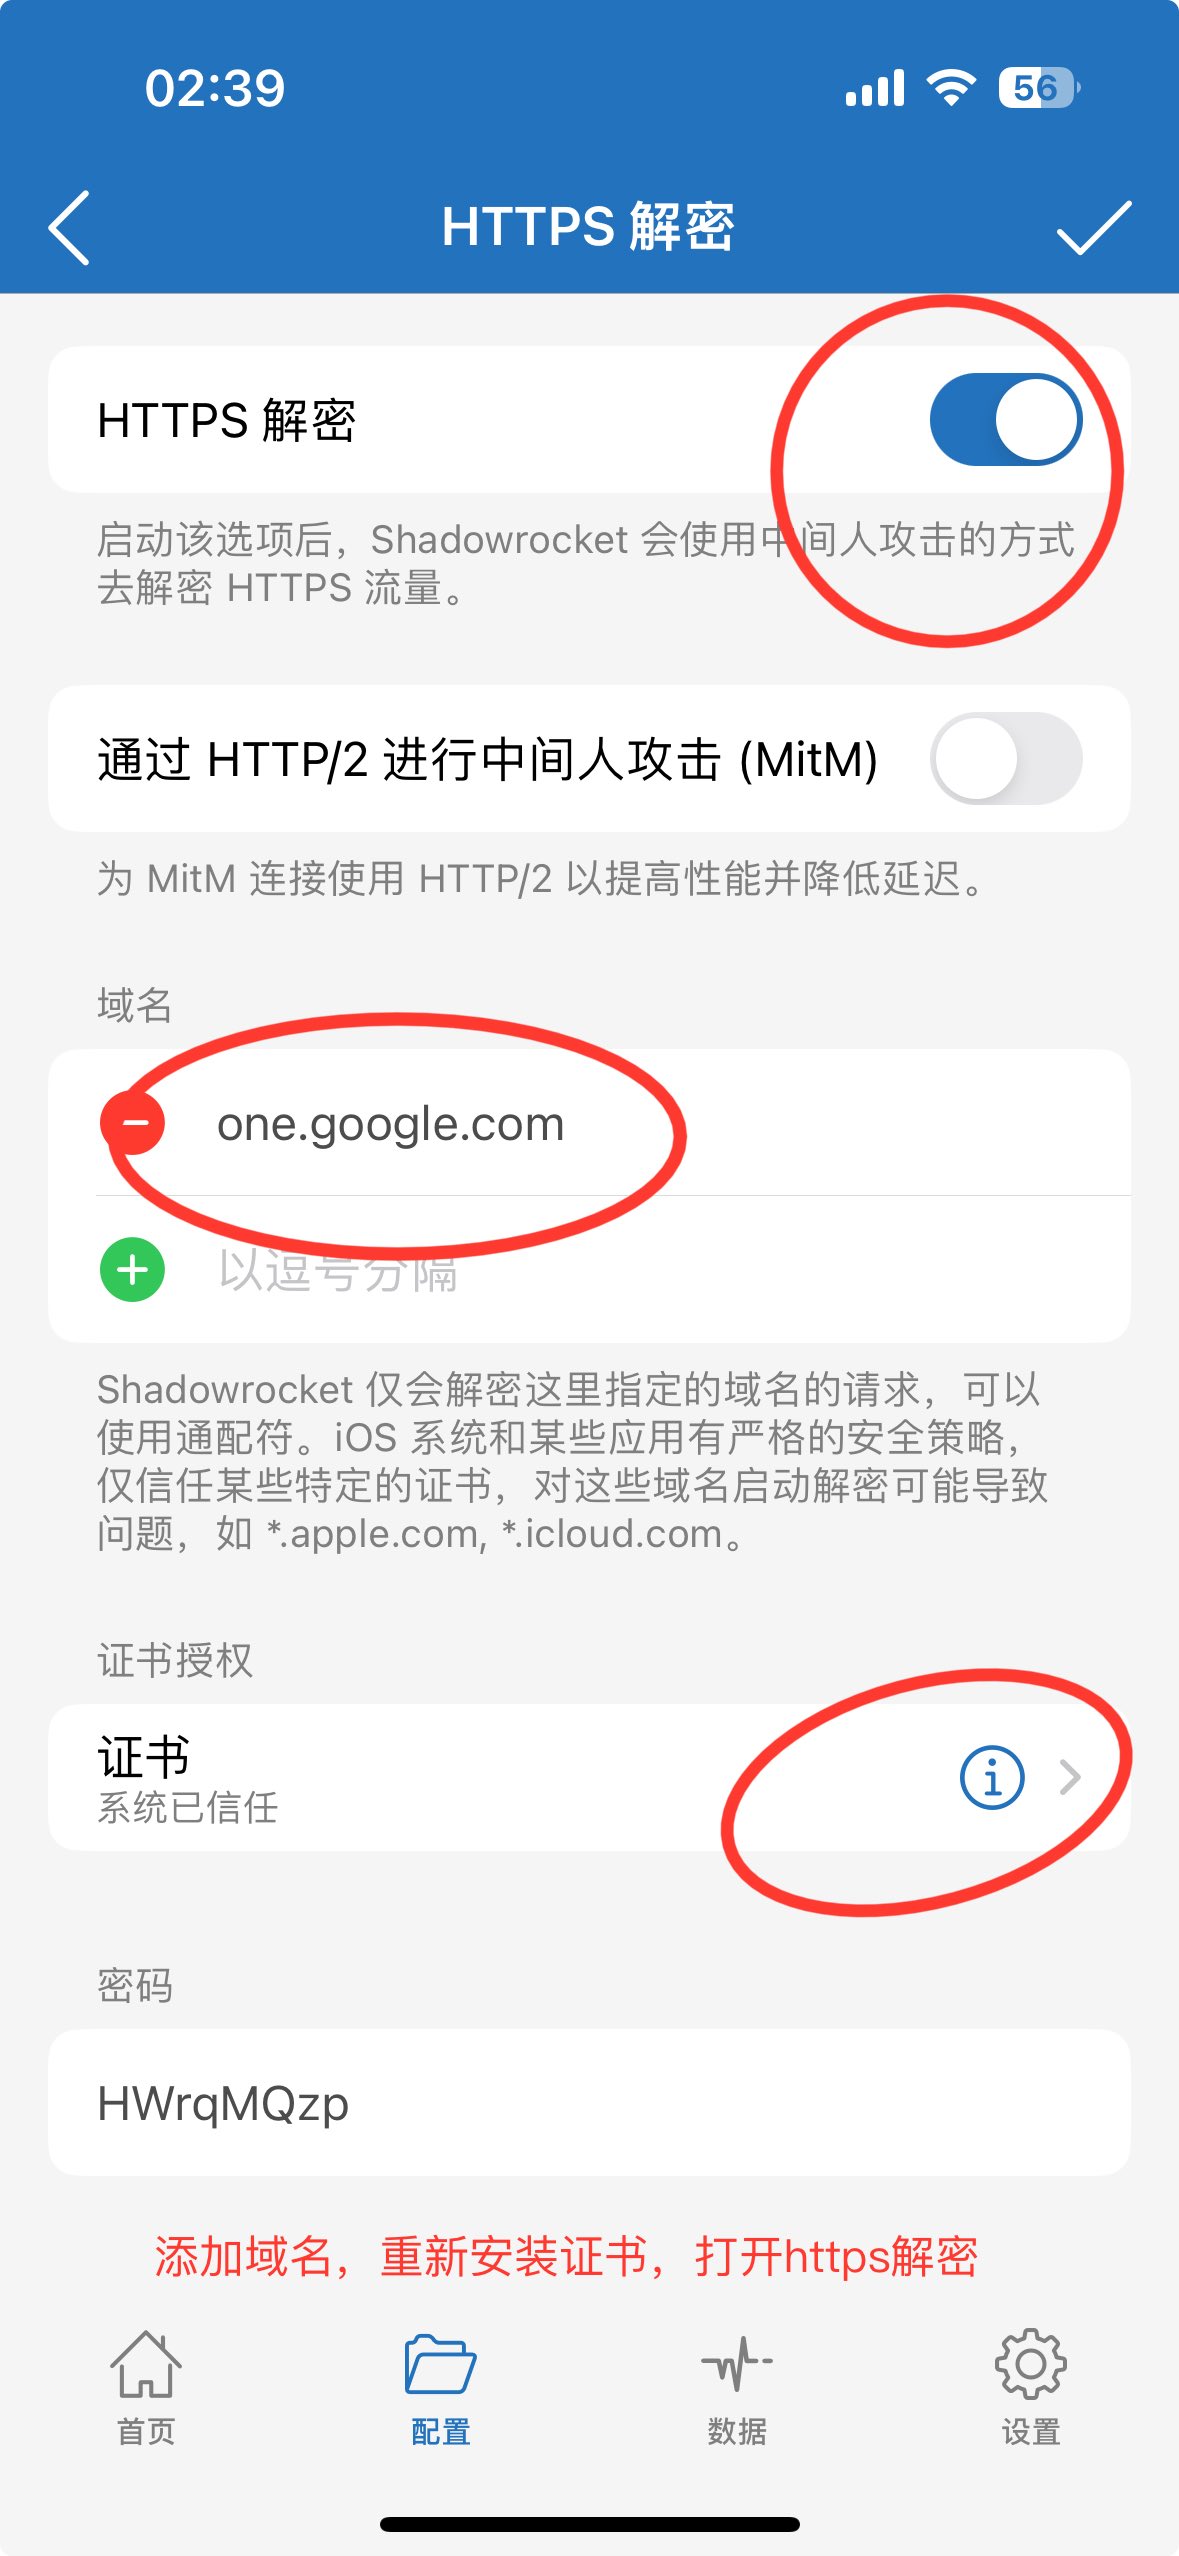 02:39
56
HTTPS 解密
HTTPS 解密
启动该选项后，Shadowrocket 会使用中间人攻击的方式
去解密 HTTPS 流量。
通过 HTTP/2 进行中间人攻击 (MitM)
为 MitM 连接使用 HTTP/2 以提高性能并降低延迟。
域名
one.google.com
以逗号分隔
Shadowrocket 仅会解密这里指定的域名的请求，可以
使用通配符。iOS 系统和某些应用有严格的安全策略，
仅信任某些特定的证书，对这些域名启动解密可能导致
问题，如 *.apple.com, *.icloud.com。
证书授权
证书
系统已信任
密码
HWrqMQzp
添加域名，重新安装证书，打开https解密
首页
配置
数据
设置